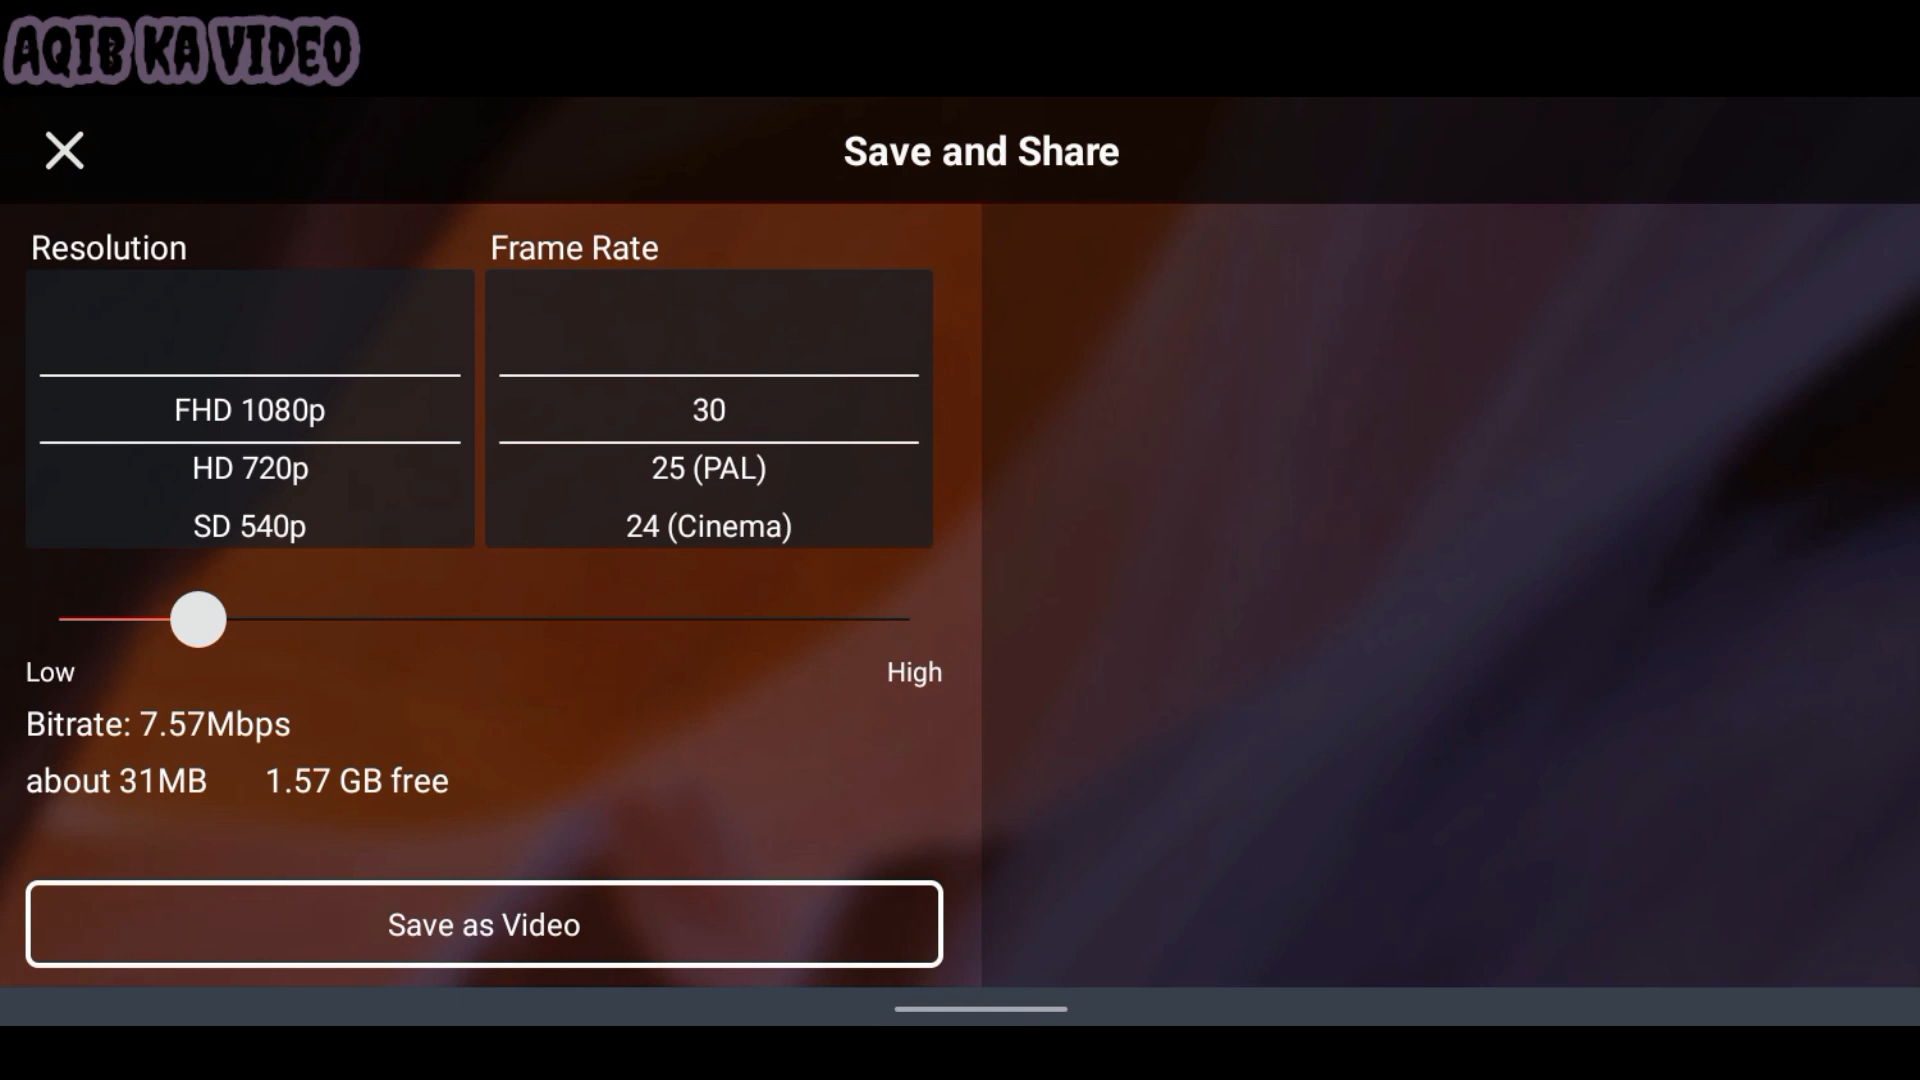 AQIB KA VIDEO
Save and Share
Resolution
Frame Rate
FHD 1080p
30
HD 720p
25 (PAL)
SD 540p
24 (Cinema)
Low
High
Bitrate: 7.57Mbps
about 31MB 1.57 GB free
Save as Video